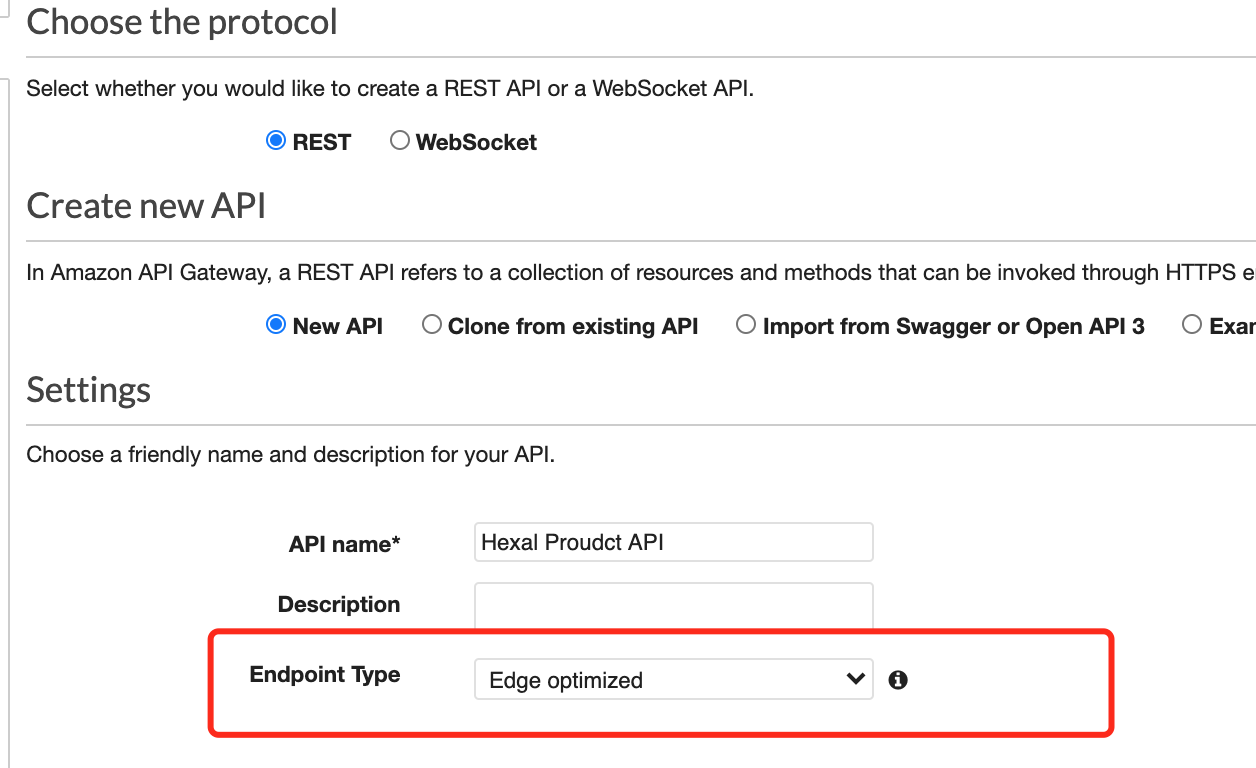 Choose the protocol
Select whether you would like to create a REST API or a WebSocket API.
REST WebSocket
Create new API
In Amazon API Gateway, a REST API refers to a collection of resources and methods that can be invoked through HTTPS
New API Clone from existing API Import from Swagger or Open API 3
Settings
Choose a friendly name and description for your API.
API name* Hexal Proudct API
Description
Endpoint Type Edge optimized